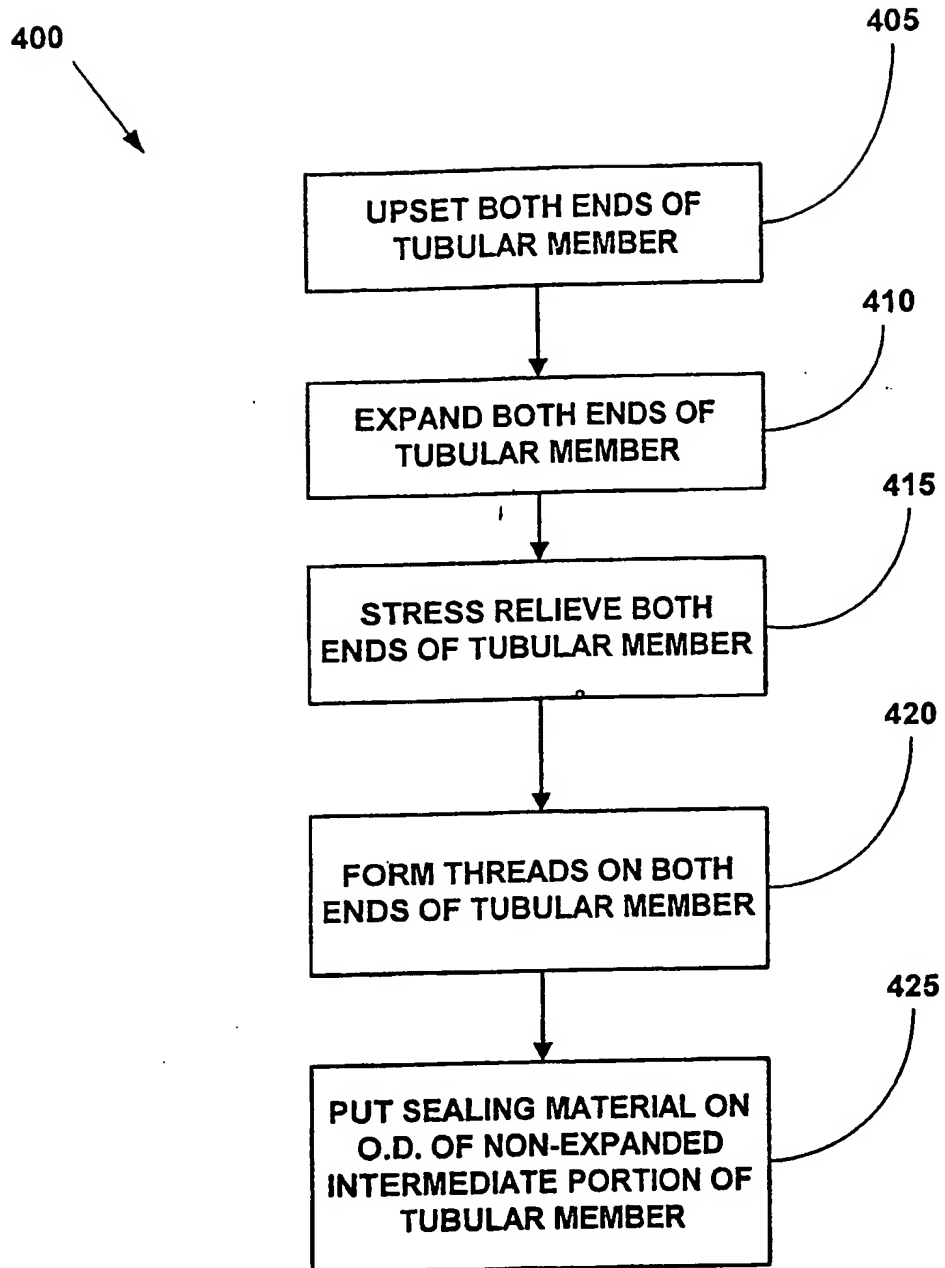 400
405
UPSET BOTH ENDS OF
TUBULAR MEMBER
410
EXPAND BOTH ENDS OF
TUBULAR MEMBER
415
STRESS RELIEVE BOTH
ENDS OF TUBULAR MEMBER
420
FORM THREADS ON BOTH
ENDS OF TUBULAR MEMBER
425
PUT SEALING MATERIAL ON
O.D. OF NON-EXPANDED
INTERMEDIATE PORTION OF
TUBULAR MEMBER